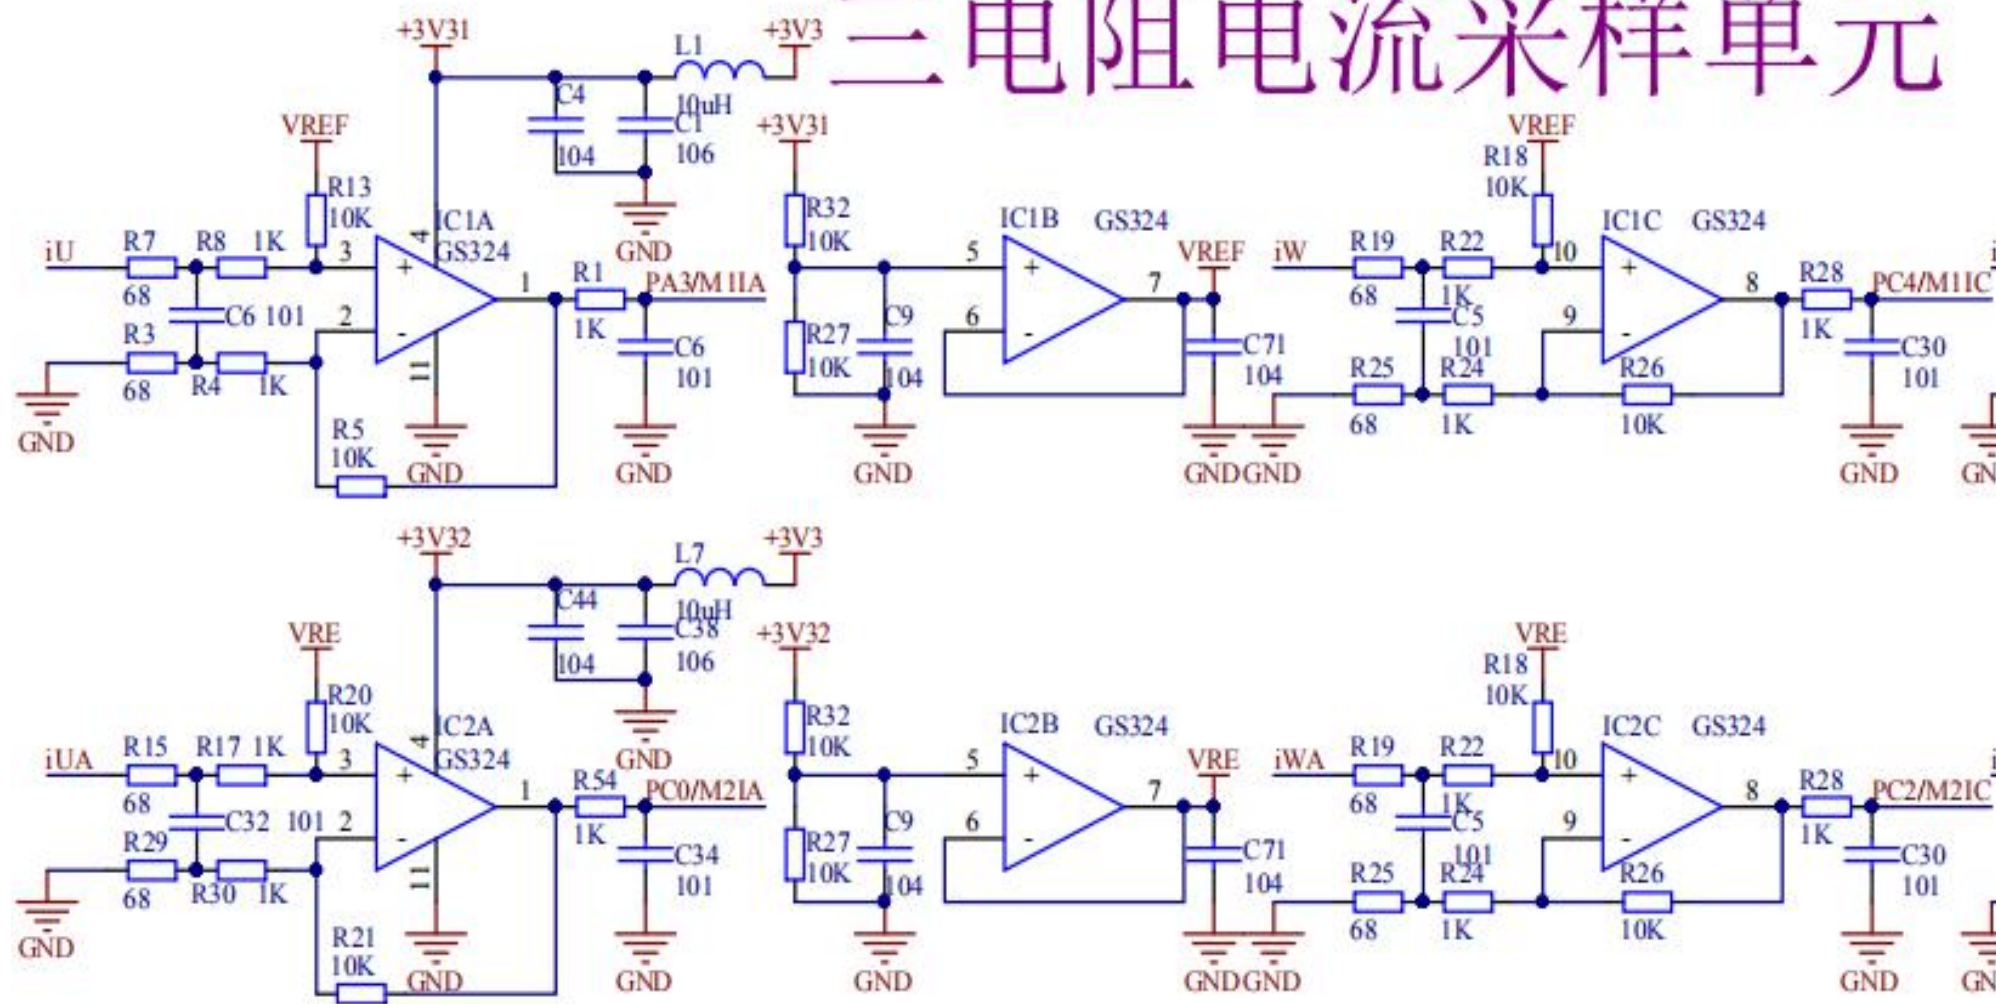 三电阻电流采样单元
+3V31
L1
+3V3
C4
10uH
C1
104
106
VREF
R13
10K
IC1A
GS324
4
GND
iU
R7
R8
1K
3
+
68
C6
101
2
-
R3
68
R4
1K
11
GND
R5
10K
GND
1
R1
1K
PA3/M1IA
C6
101
GND
+3V31
R32
10K
R27
10K
C9
104
GND
IC1B
GS324
5
+
6
-
7
VREF
C71
104
GND
iW
R19
68
R22
1K
C5
101
R25
68
R24
1K
GND
VREF
R18
10K
10
+
9
-
IC1C
GS324
8
R26
10K
R28
1K
PC4/M1IC
C30
101
GND
i
GN
+3V32
L7
+3V3
C44
10uH
C38
104
106
VRE
R20
10K
IC2A
GS324
4
GND
iUA
R15
R17
1K
3
+
68
C32
101
2
-
R29
68
R30
1K
11
GND
R21
10K
GND
1
R54
1K
PC0/M2IA
C34
101
GND
+3V32
R32
10K
R27
10K
C9
104
GND
IC2B
GS324
5
+
6
-
7
VRE
C71
104
GND
iWA
R19
68
R22
1K
C5
101
R25
68
R24
1K
GND
VRE
R18
10K
10
+
9
-
IC2C
GS324
8
R26
10K
R28
1K
PC2/M2IC
C30
101
GND
i
GN